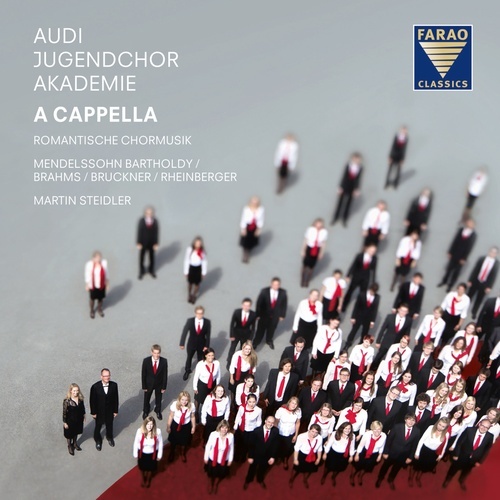 AUDI
JUGENDCHOR
AKADEMIE
A CAPPELLA
ROMANTISCHE CHORMUSIK
MENDELSSOHN BARTHOLDY /
BRAHMS / BRUCKNER / RHEINBERGER
MARTIN STEIDLER
FARAO
CLASSICS